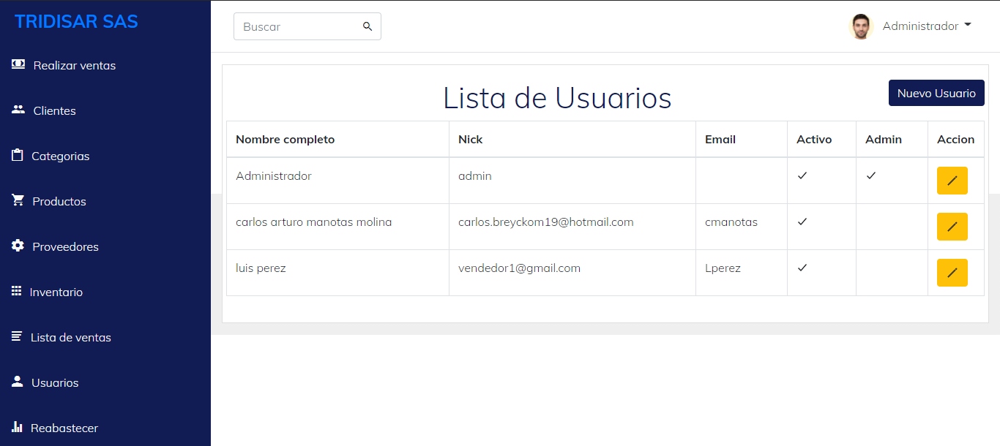 TRIDISAR SAS
Buscar
Administrador
Realizar ventas
Clientes
Categorias
Productos
Proveedores
Inventario
Lista de ventas
Usuarios
Reabastecer
Lista de Usuarios
Nuevo Usuario
Nombre completo Nick Email Activo Admin Accion
Administrador admin
carlos arturo manotas molina carlos.breyckom19@hotmail.com cmanotas
luis perez vendedor1@gmail.com Lperez